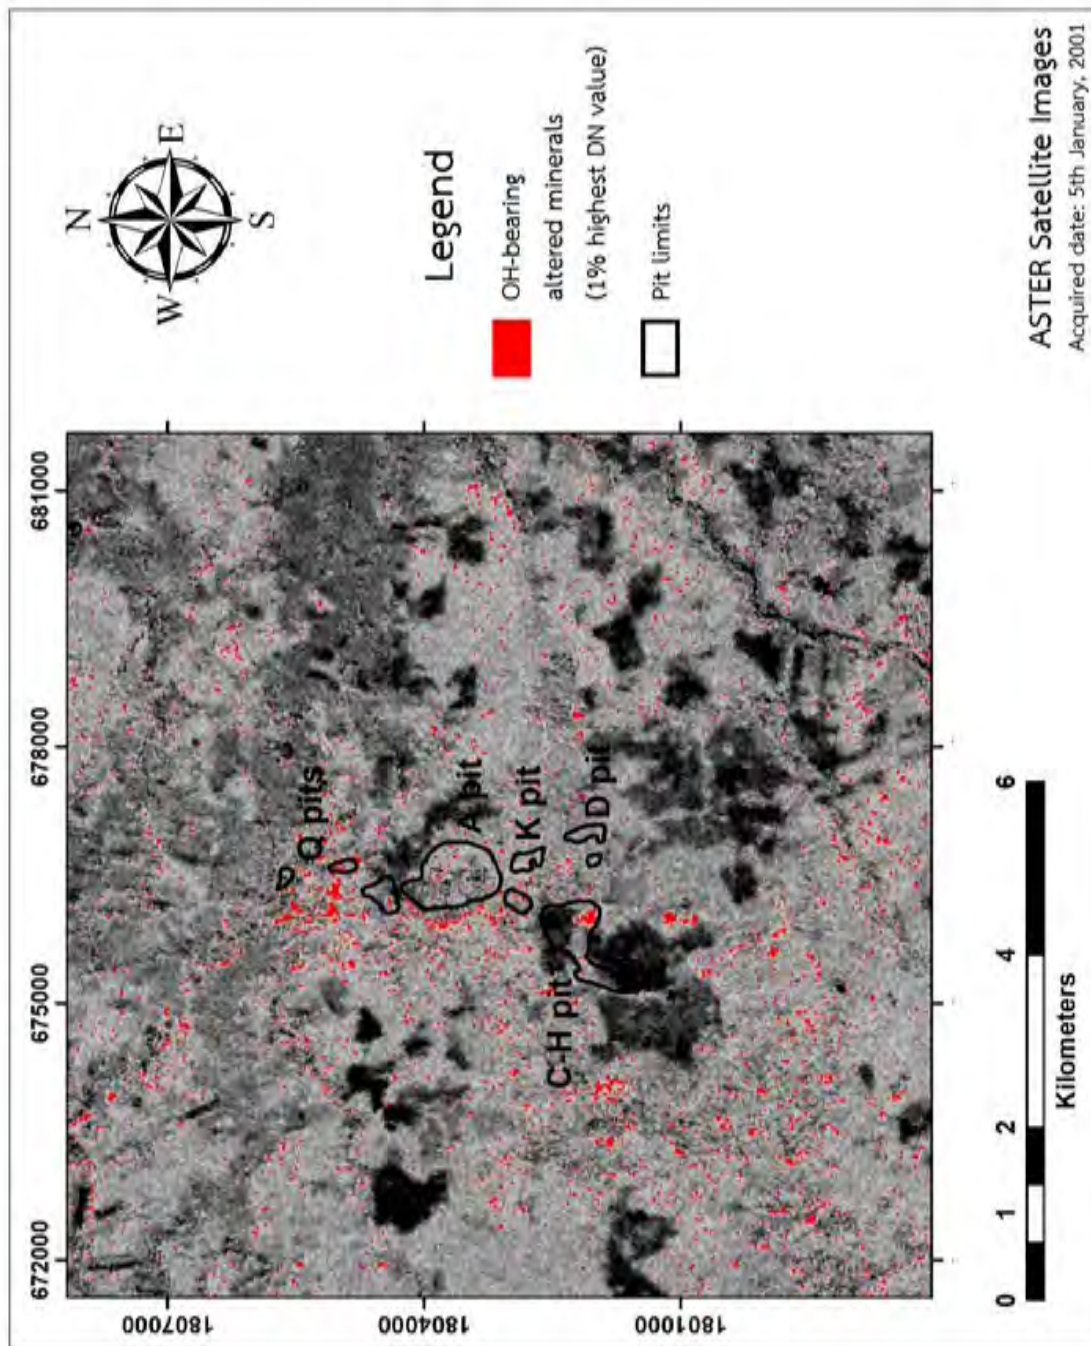 N
W
E
S
Legend
OH-bearing
altered minerals
(1% highest DN value)
Pit limits
ASTER Satellite Images
Acquired date: 5th January, 2001
672000
675000
678000
681000
1807000
1804000
1801000
Q pits
A pit
K pit
D pit
C-H pit
0
1
2
4
6
Kilometers